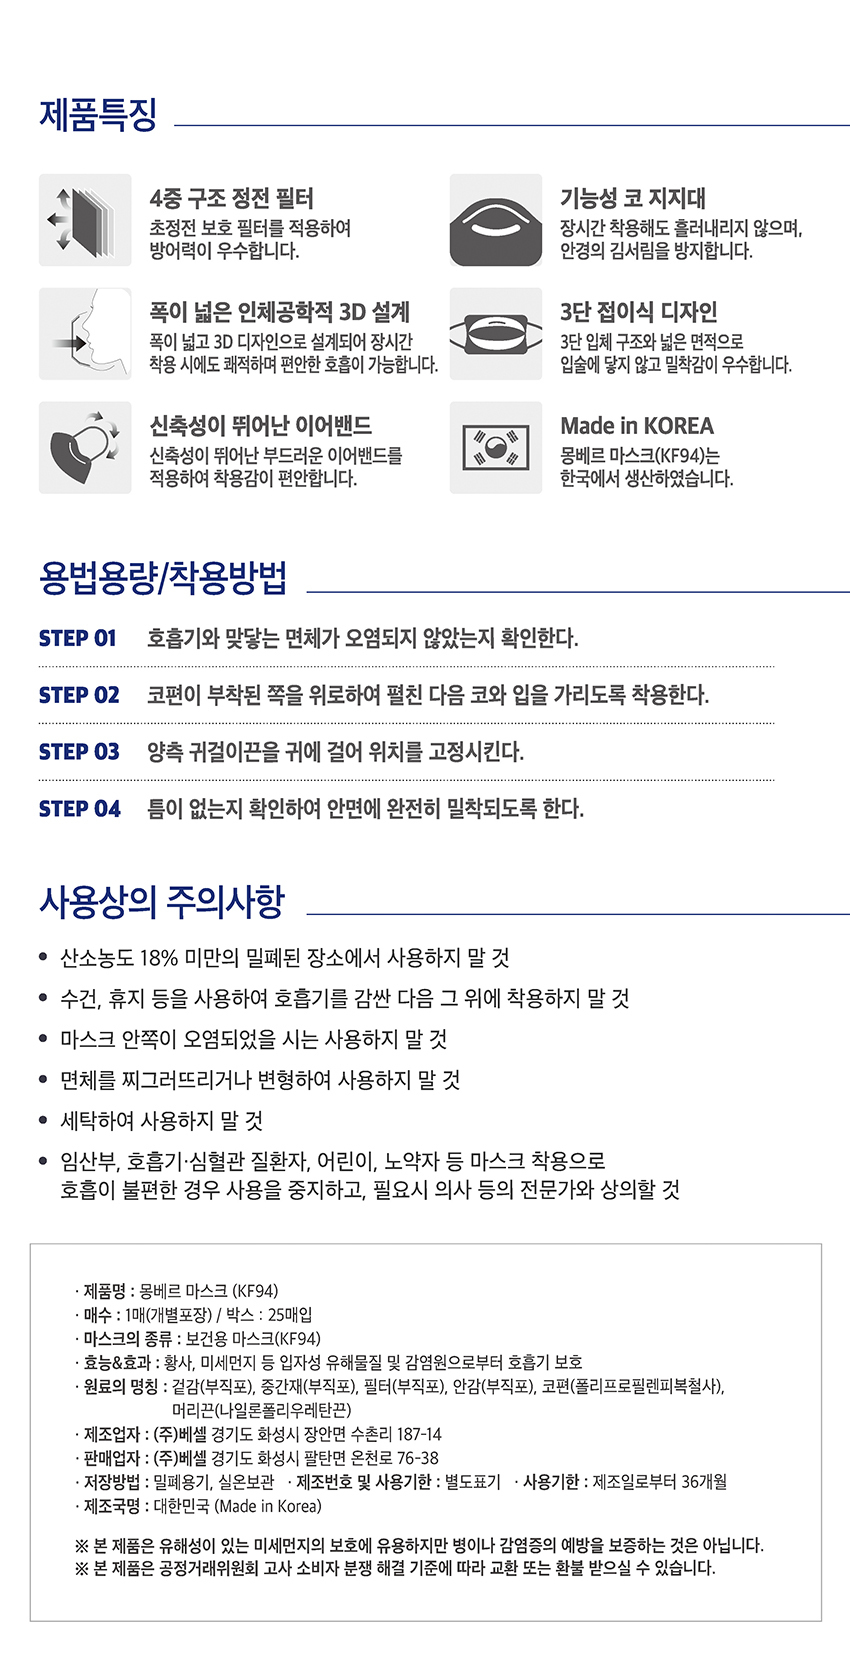 제품특징
4중 구조 정전 필터
초정전 보호 필터를 적용하여
방어력이 우수합니다.
기능성 코 지지대
장시간 착용해도 흘러내리지 않으며,
안경의 김서림을 방지합니다.
폭이 넓은 인체공학적 3D 설계
폭이 넓고 3D 디자인으로 설계되어 장시간
착용 시에도 쾌적하며 편안한 호흡이 가능합니다.
3단 접이식 디자인
3단 입체 구조와 넓은 면적으로
입술에 닿지 않고 밀착감이 우수합니다.
신축성이 뛰어난 이어밴드
신축성이 뛰어난 부드러운 이어밴드를
적용하여 착용감이 편안합니다.
Made in KOREA
몽베르 마스크(KF94)는
한국에서 생산하였습니다.
용법용량/착용방법
STEP 01 호흡기와 맞닿는 면체가 오염되지 않았는지 확인한다.
STEP 02 코편이 부착된 쪽을 위로하여 펼친 다음 코와 입을 가리도록 착용한다.
STEP 03 양측 귀걸이끈을 귀에 걸어 위치를 고정시킨다.
STEP 04 틈이 없는지 확인하여 안면에 완전히 밀착되도록 한다.
사용상의 주의사항
• 산소농도 18% 미만의 밀폐된 장소에서 사용하지 말 것
• 수건, 휴지 등을 사용하여 호흡기를 감싼 다음 그 위에 착용하지 말 것
• 마스크 안쪽이 오염되었을 시는 사용하지 말 것
• 면체를 찌그러뜨리거나 변형하여 사용하지 말 것
• 세탁하여 사용하지 말 것
• 임산부, 호흡기·심혈관 질환자, 어린이, 노약자 등 마스크 착용으로
호흡이 불편한 경우 사용을 중지하고, 필요시 의사 등의 전문가와 상의할 것
· 제품명 : 몽베르 마스크 (KF94)
· 매수 : 1매(개별포장) / 박스 : 25매입
· 마스크의 종류 : 보건용 마스크(KF94)
· 효능&효과 : 황사, 미세먼지 등 입자성 유해물질 및 감염원으로부터 호흡기 보호
· 원료의 명칭 : 겉감(부직포), 중간재(부직포), 필터(부직포), 안감(부직포), 코편(폴리프로필렌피복철사),
머리끈(나일론폴리우레탄끈)
· 제조업자 : (주)베셀 경기도 화성시 장안면 수촌리 187-14
· 판매업자 : (주)베셀 경기도 화성시 팔탄면 온천로 76-38
· 저장방법 : 밀폐용기, 실온보관 · 제조번호 및 사용기한 : 별도표기 · 사용기한 : 제조일로부터 36개월
· 제조국명 : 대한민국 (Made in Korea)
※ 본 제품은 유해성이 있는 미세먼지의 보호에 유용하지만 병이나 감염증의 예방을 보증하는 것은 아닙니다.
※ 본 제품은 공정거래위원회 고사 소비자 분쟁 해결 기준에 따라 교환 또는 환불 받으실 수 있습니다.